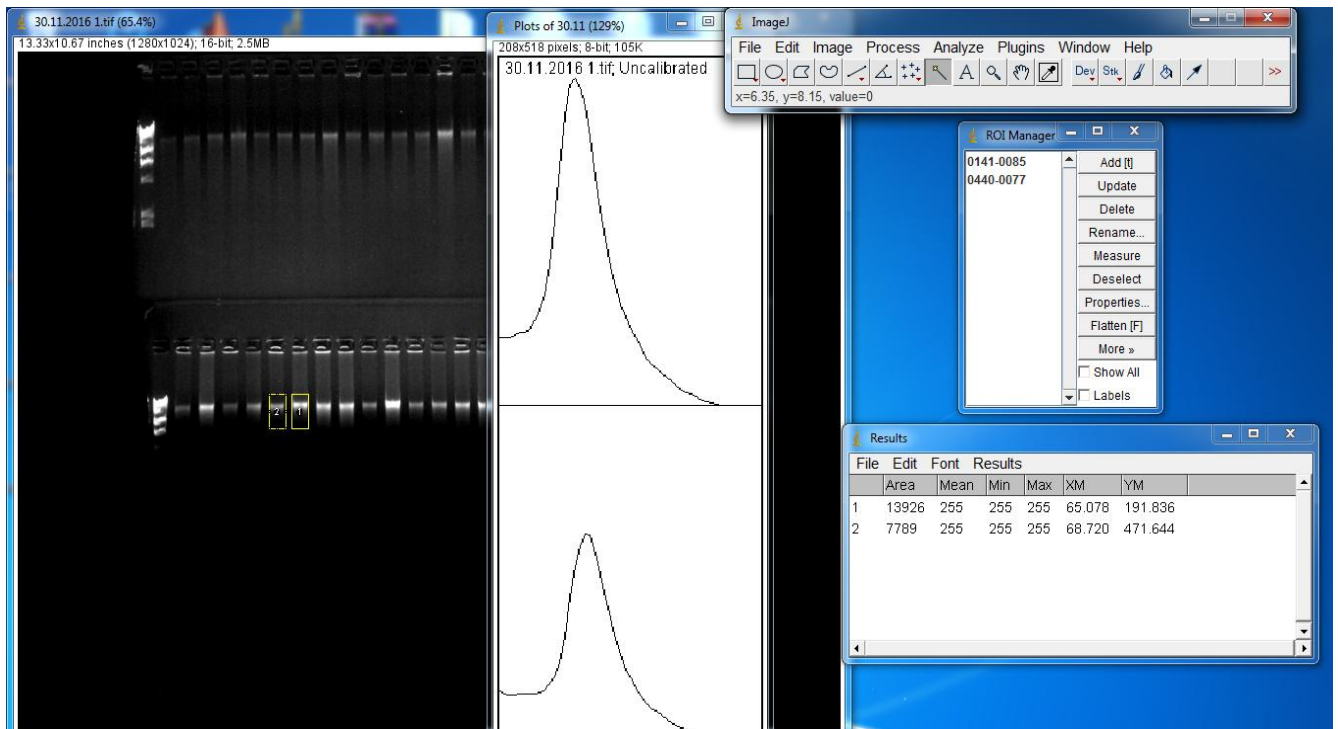 30.11.2016 1.tif (65.4%)
13.33x10.67 inches (1280x1024); 16-bit; 2.5MB
2
1
Plots of 30.11 (129%)
208x518 pixels; 8-bit; 105K
30.11.2016 1.tif; Uncalibrated
ImageJ
File Edit Image Process Analyze Plugins Window Help
A Dev Stk >>
x=6.35, y=8.15, value=0
ROI Manager
0141-0085
0440-0077
Add [t]
Update
Delete
Rename...
Measure
Deselect
Properties...
Flatten [F]
More »
Show All
Labels
Results
File Edit Font Results
Area Mean Min Max XM YM
1 13926 255 255 255 65.078 191.836
2 7789 255 255 255 68.720 471.644